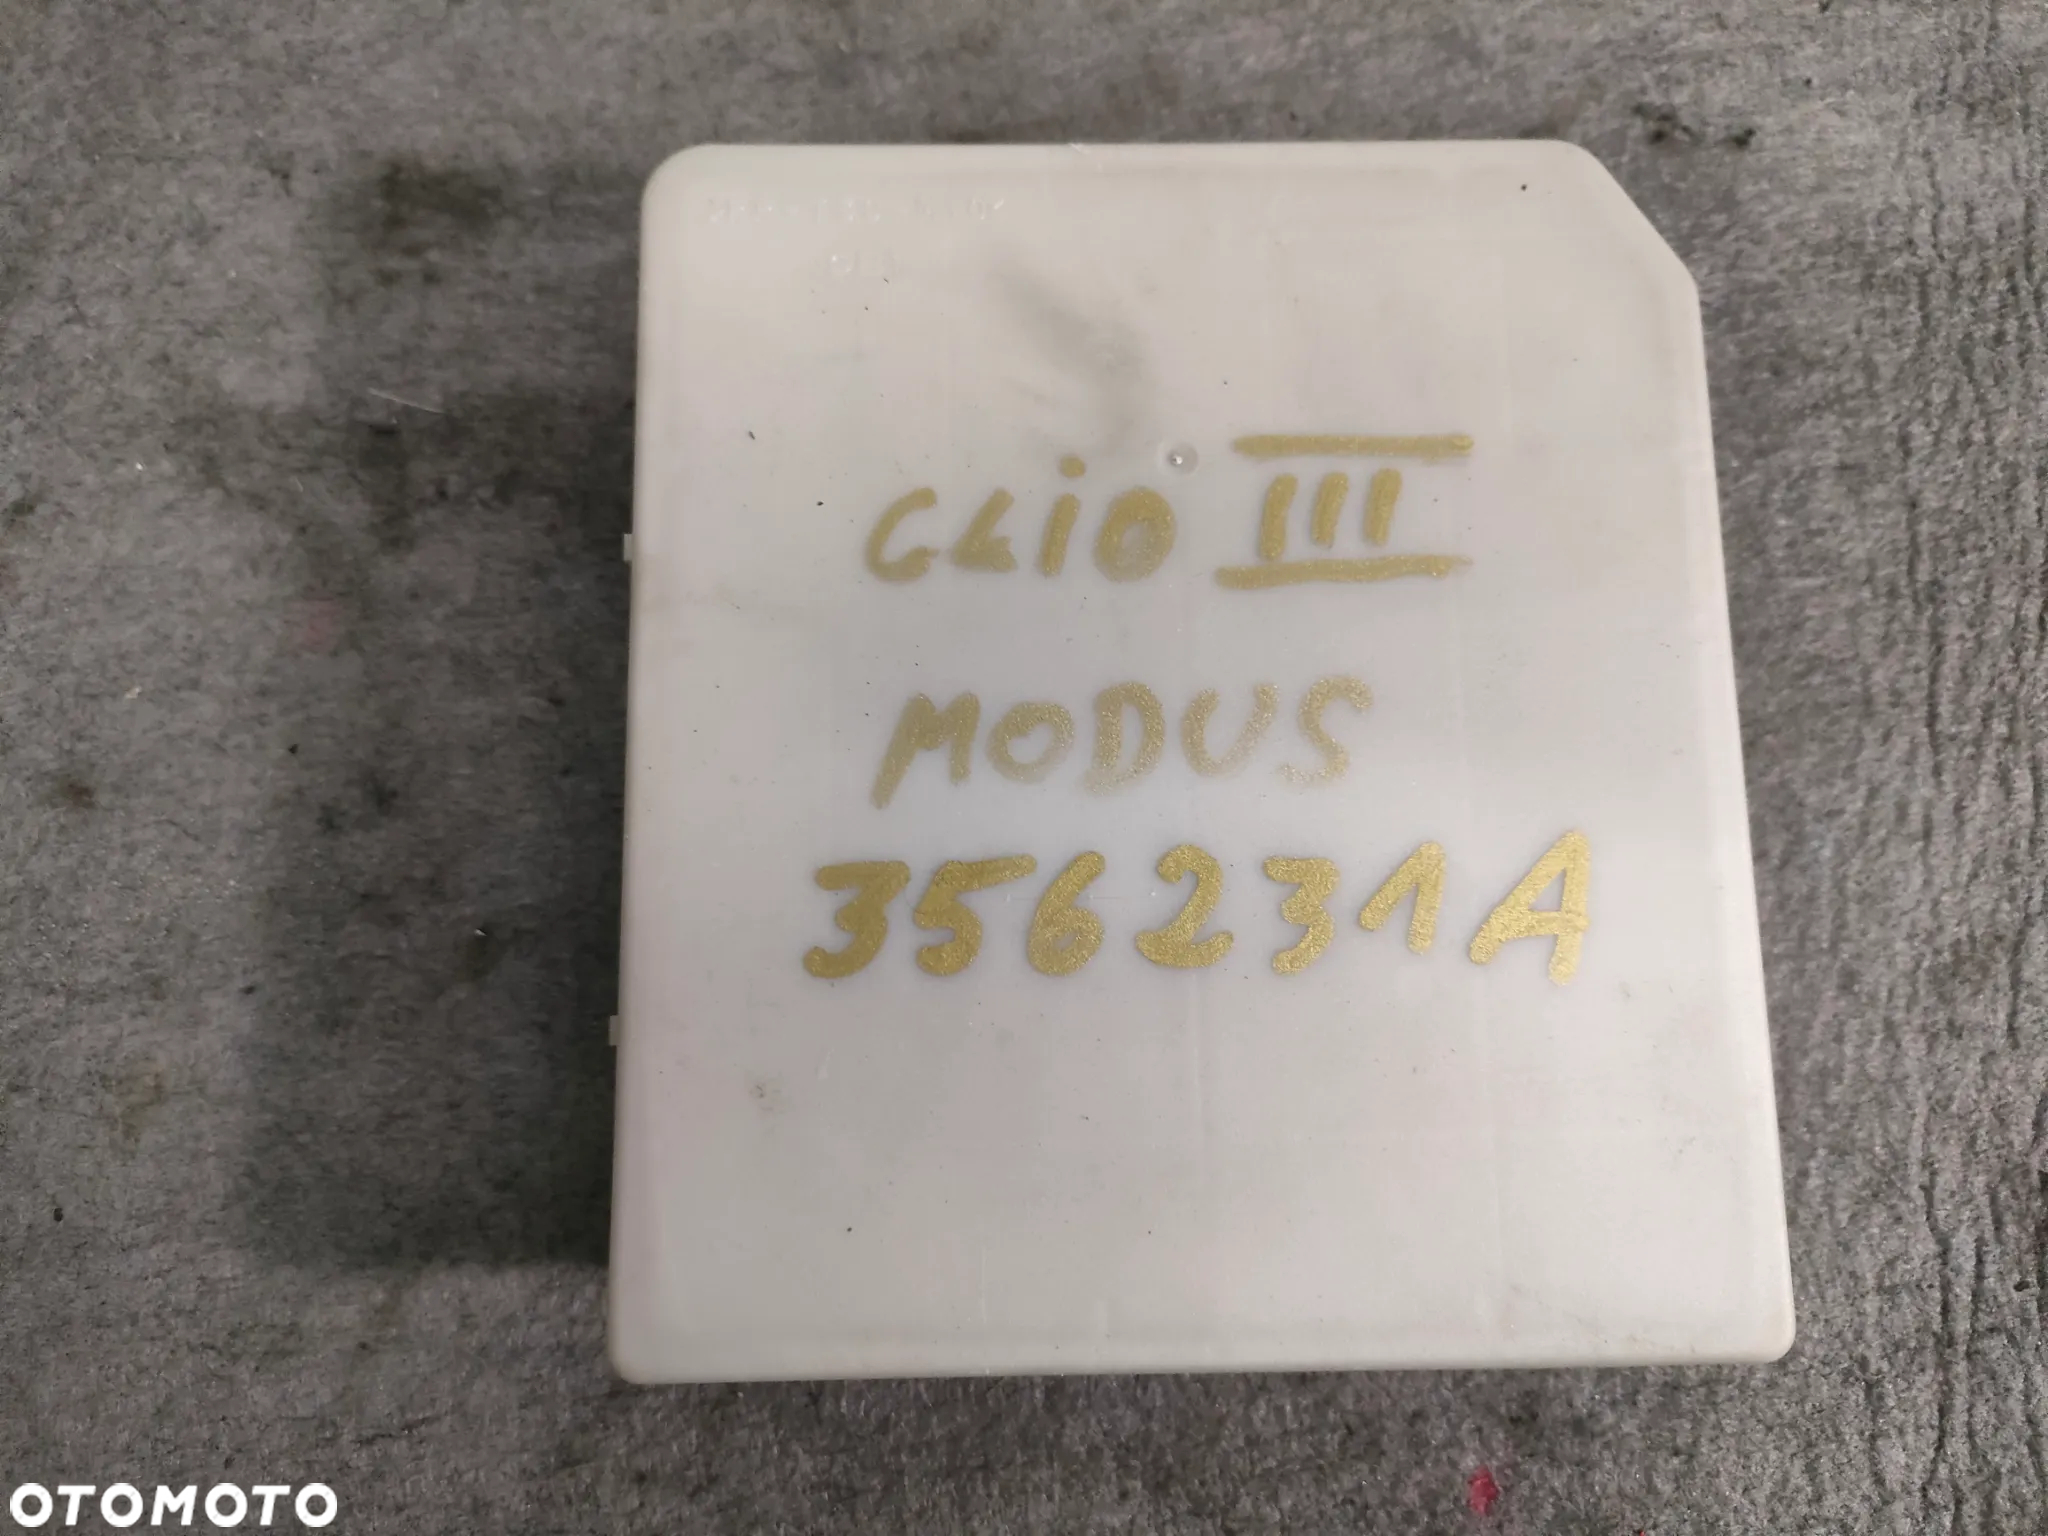 CLiO III
MODUS
356231A
OTOMOTO